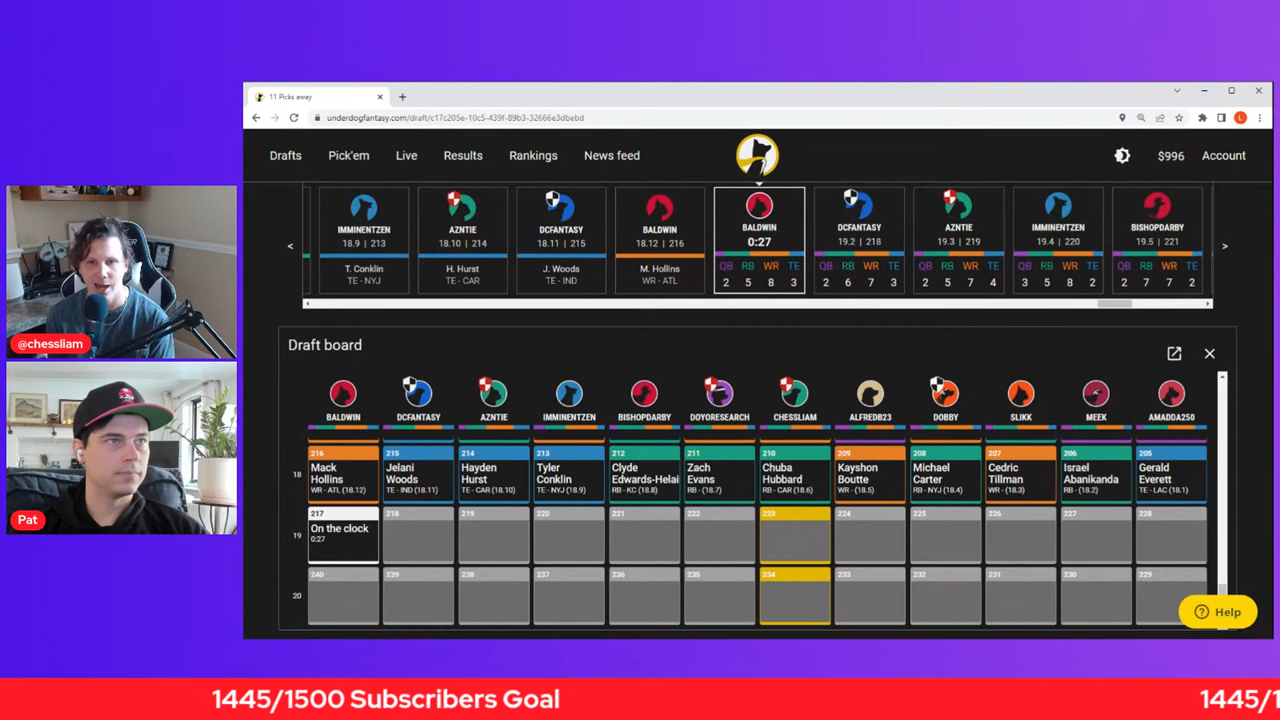 11 Picks away
underdogfantasy.com/draft/c17c205e-10c5-439f-89b3-32666e3dbebd
L
Drafts Pick'em Live Results Rankings News feed $996 Account
IMMINENTZEN AZNTIE DCFANTASY BALDWIN BALDWIN DCFANTASY AZNTIE IMMINENTZEN BISHOPDARBY
18.9 | 213 18.10 | 214 18.11 | 215 18.12 | 216 0:27 19.2 | 218 19.3 | 219 19.4 | 220 19.5 | 221
T. Conklin H. Hurst J. Woods M. Hollins QB RB WR TE QB RB WR TE QB RB WR TE QB RB WR TE QB RB WR TE
TE - NYJ TE - CAR TE - IND WR - ATL 2 5 8 3 2 6 7 3 2 5 7 4 3 5 8 2 2 7 7 2
Draft board
BALDWIN DCFANTASY AZNTIE IMMINENTZEN BISHOPDARBY DOYORESEARCH CHESSLIAM ALFREDB23 DOBBY SLIKK MEEK AMADDA250
216 215 214 213 212 211 210 209 208 207 206 205
18 Mack Jelani Hayden Tyler Clyde Zach Chuba Kayshon Michael Cedric Israel Gerald
Hollins Woods Hurst Conklin Edwards-Helai Evans Hubbard Boutte Carter Tillman Abanikanda Everett
WR - ATL (18.12) TE - IND (18.11) TE - CAR (18.10) TE - NYJ (18.9) RB - KC (18.8) RB - (18.7) RB - CAR (18.6) WR - (18.5) RB - NYJ (18.4) WR - (18.3) RB - (18.2) TE - LAC (18.1)
217 218 219 220 221 222 223 224 225 226 227 228
19 On the clock
0:27
240 239 238 237 236 235 234 233 232 231 230 229
20
Help
@chessliam
Pat
1445/1500 Subscribers Goal 1445/1